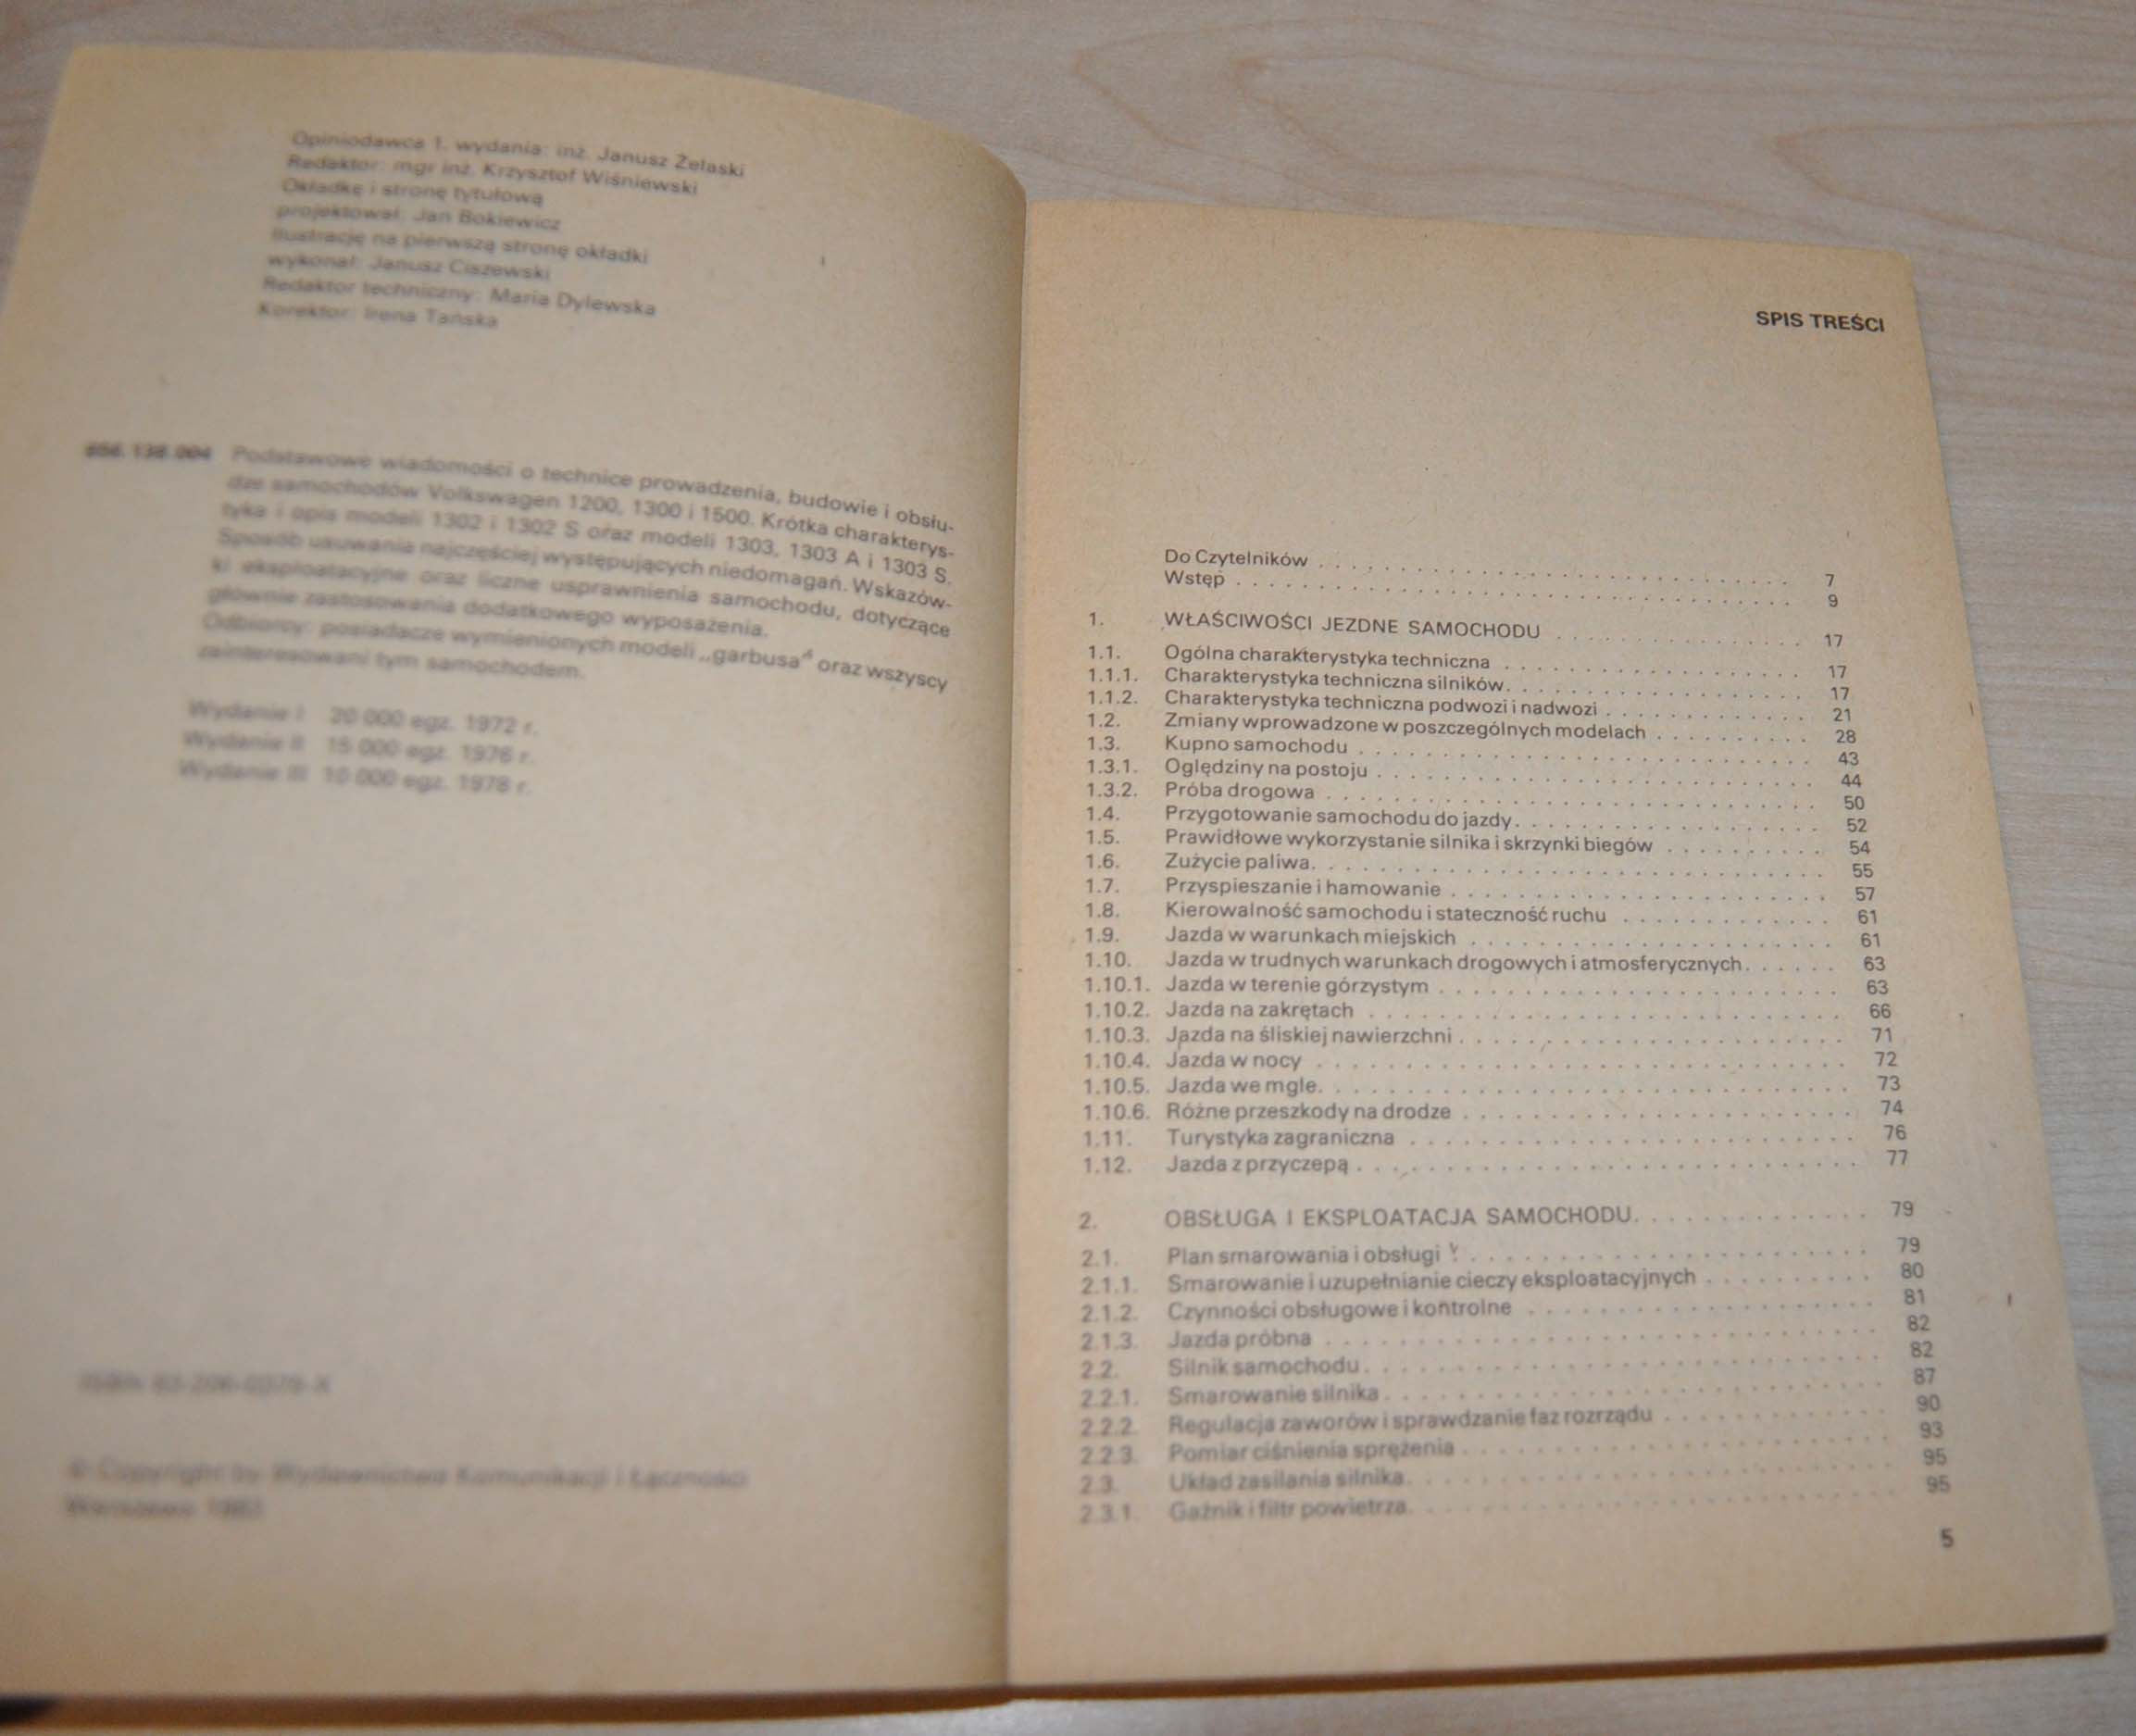 Opiniodawca 1. wydania: inż. Janusz Żelaski
Redaktor: mgr inż. Krzysztof Wiśniewski
Okładkę i stronę tytułową
projektował: Jan Bokiewicz
Ilustrację na pierwszą stronę okładki
wykonał: Janusz Ciszewski
Redaktor techniczny: Maria Dylewska
Korektor: Irena Tańska
656.138.004 Podstawowe wiadomości o technice prowadzenia, budowie i obsłu-
dze samochodów Volkswagen 1200, 1300 i 1500. Krótka charakterys-
tyka i opis modeli 1302 i 1302 S oraz modeli 1303, 1303 A i 1303 S.
Sposób usuwania najczęściej występujących niedomagań. Wskazów-
ki eksploatacyjne oraz liczne usprawnienia samochodu, dotyczące
głównie zastosowania dodatkowego wyposażenia.
Odbiorcy: posiadacze wymienionych modeli „garbusa" oraz wszyscy
zainteresowani tym samochodem.
Wydanie I 20 000 egz. 1972 r.
Wydanie II 15 000 egz. 1976 r.
Wydanie III 10 000 egz. 1978 r.
ISBN
© Copyright by Wydawnictwa Komunikacji i Łączności
Warszawa
SPIS TREŚCI
Do Czytelników . . . 7
Wstęp . . . 9
1. WŁAŚCIWOŚCI JEZDNE SAMOCHODU . . . 17
1.1. Ogólna charakterystyka techniczna . . . 17
1.1.1. Charakterystyka techniczna silników . . . 17
1.1.2. Charakterystyka techniczna podwozi i nadwozi . . . 21
1.2. Zmiany wprowadzone w poszczególnych modelach . . . 28
1.3. Kupno samochodu . . . 43
1.3.1. Oględziny na postoju . . . 44
1.3.2. Próba drogowa . . . 50
1.4. Przygotowanie samochodu do jazdy . . . 52
1.5. Prawidłowe wykorzystanie silnika i skrzynki biegów . . . 54
1.6. Zużycie paliwa . . . 55
1.7. Przyspieszanie i hamowanie . . . 57
1.8. Kierowalność samochodu i stateczność ruchu . . . 61
1.9. Jazda w warunkach miejskich . . . 61
1.10. Jazda w trudnych warunkach drogowych i atmosferycznych . . . 63
1.10.1. Jazda w terenie górzystym . . . 63
1.10.2. Jazda na zakrętach . . . 66
1.10.3. Jazda na śliskiej nawierzchni . . . 71
1.10.4. Jazda w nocy . . . 72
1.10.5. Jazda we mgle . . . 73
1.10.6. Różne przeszkody na drodze . . . 74
1.11. Turystyka zagraniczna . . . 76
1.12. Jazda z przyczepą . . . 77
2. OBSŁUGA I EKSPLOATACJA SAMOCHODU . . . 79
2.1. Plan smarowania i obsługi . . . 79
2.1.1. Smarowanie i uzupełnianie cieczy eksploatacyjnych . . . 80
2.1.2. Czynności obsługowe i kontrolne . . . 81
2.1.3. Jazda próbna . . . 82
2.2. Silnik samochodu . . . 82
2.2.1. Smarowanie silnika . . . 87
2.2.2. Regulacja zaworów i sprawdzanie faz rozrządu . . . 90
2.2.3. Pomiar ciśnienia sprężenia . . . 93
2.3. Układ zasilania silnika . . . 95
2.3.1. Gaźnik i filtr powietrza . . . 95
5